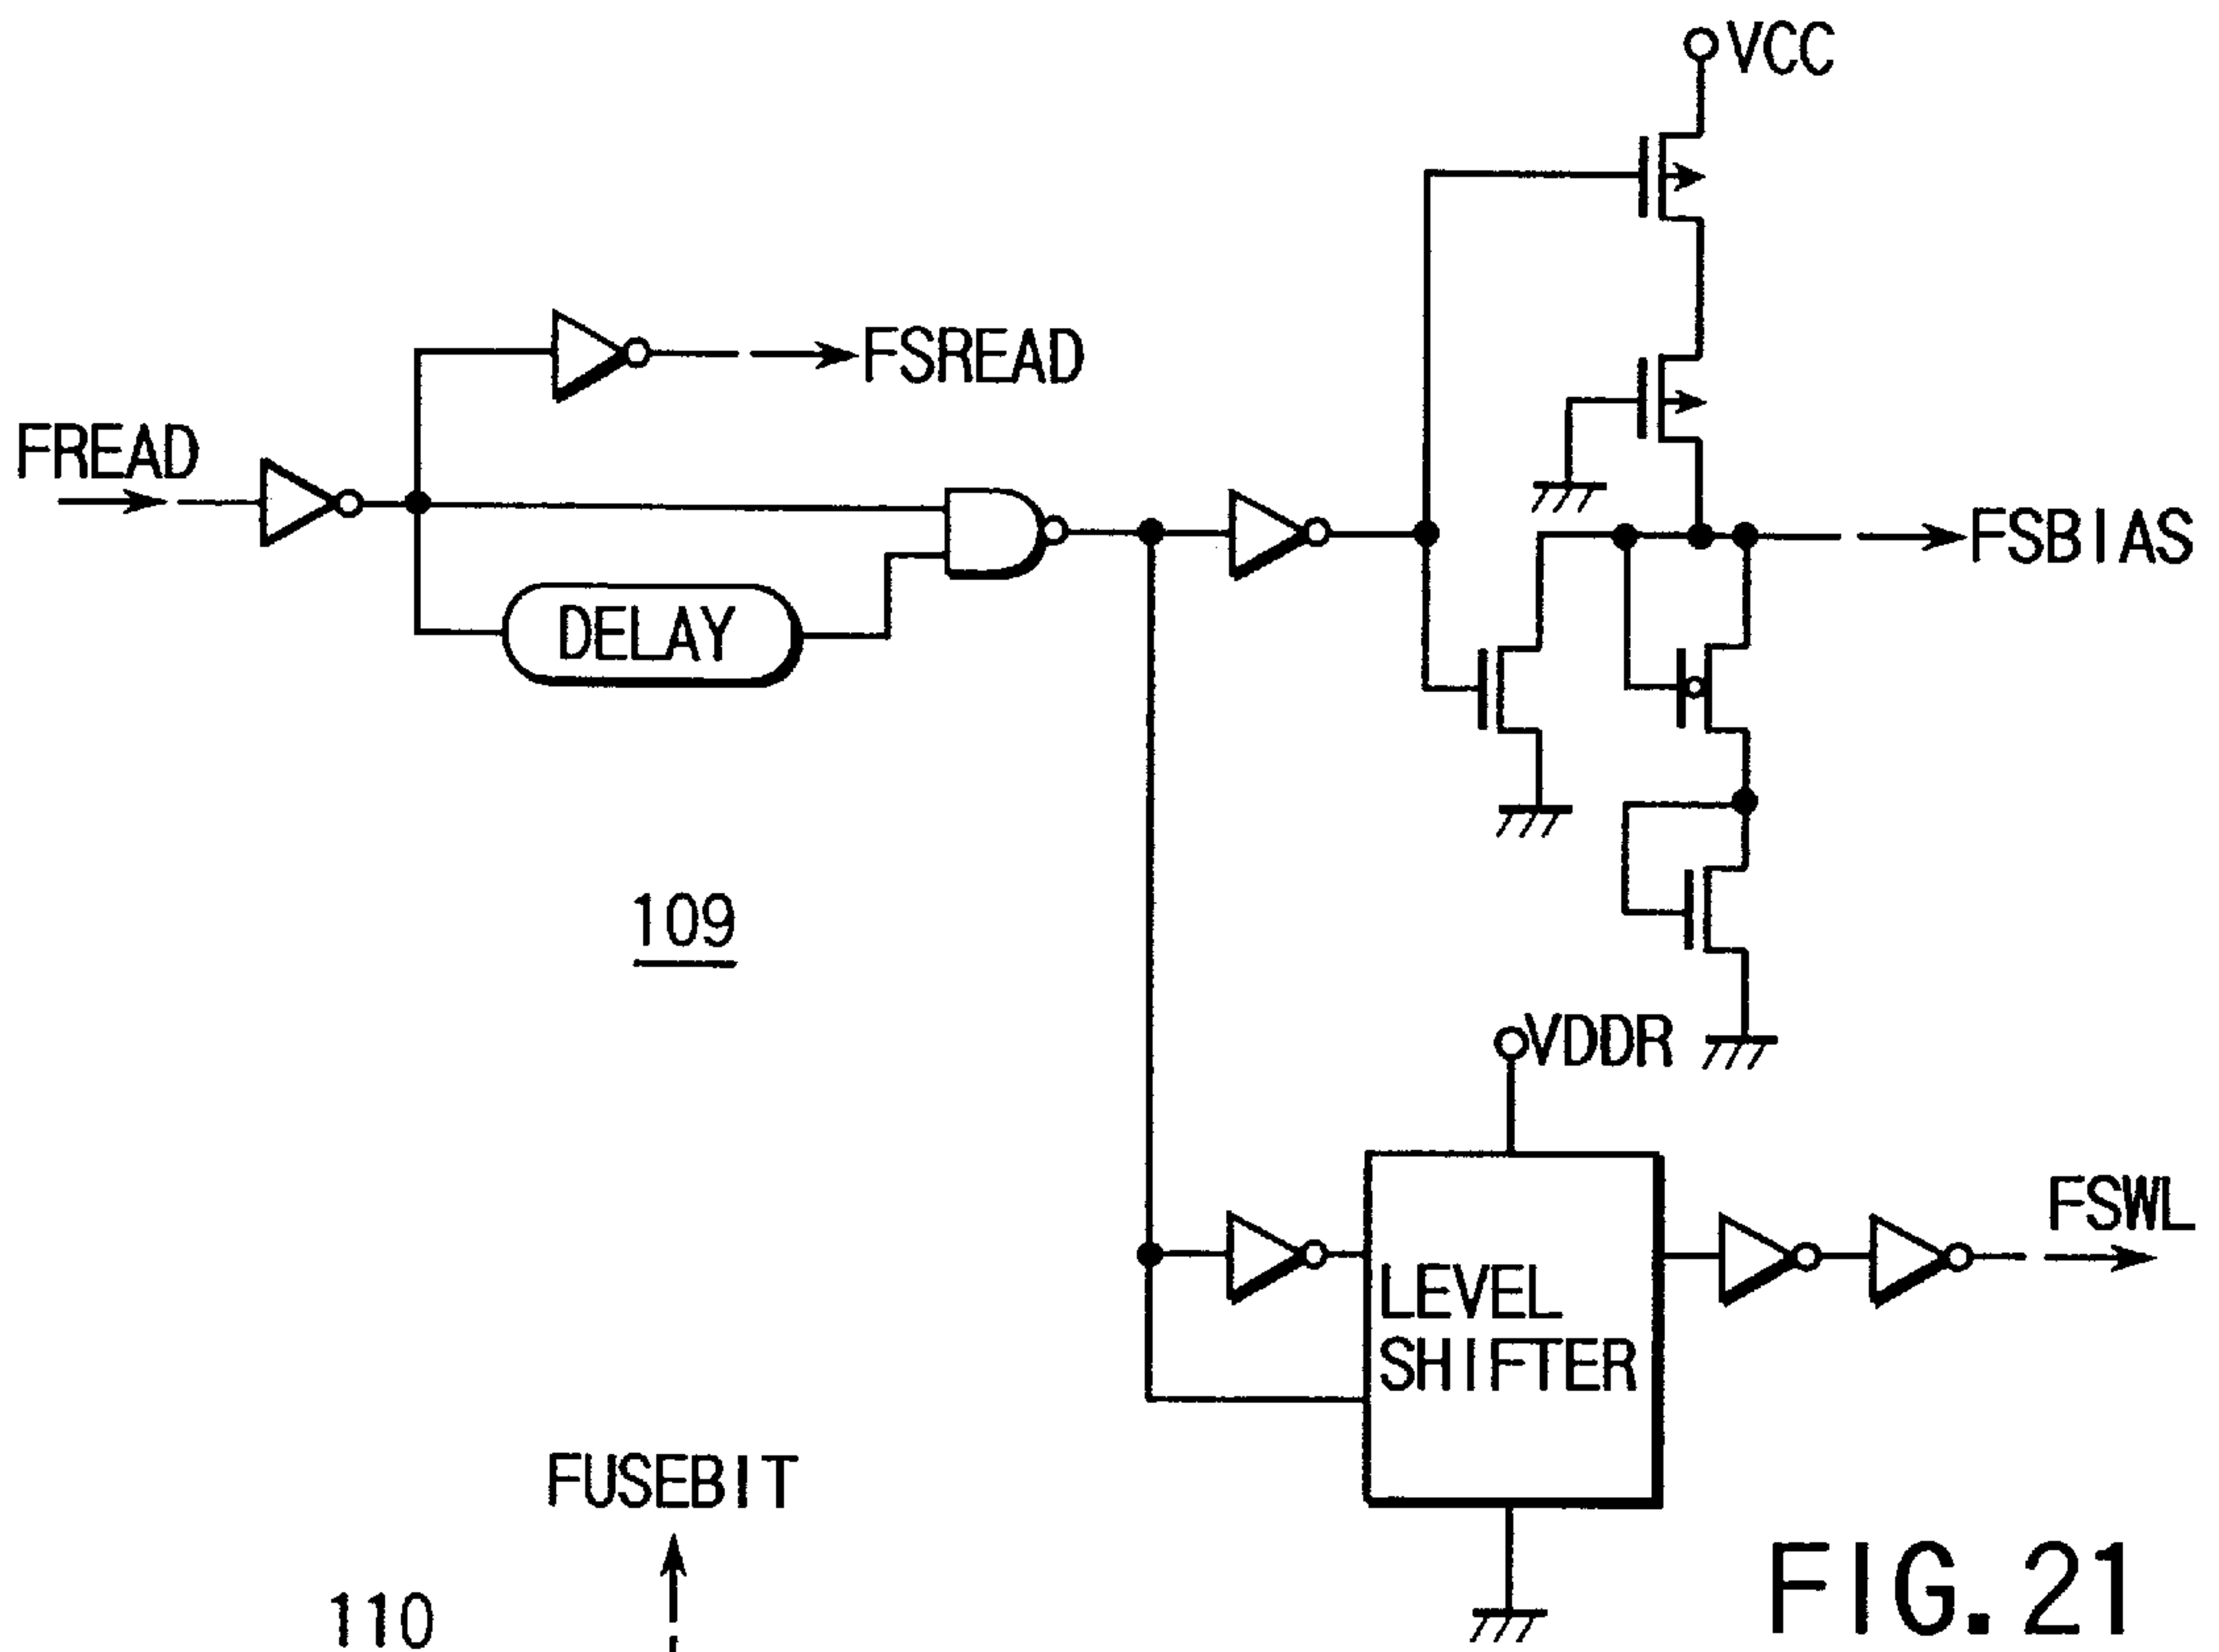 VCC
FSREAD
FREAD
FSBIAS
DELAY
109
VDDR
FSWL
LEVEL
SHIFTER
FUSEBIT
FIG.21
110